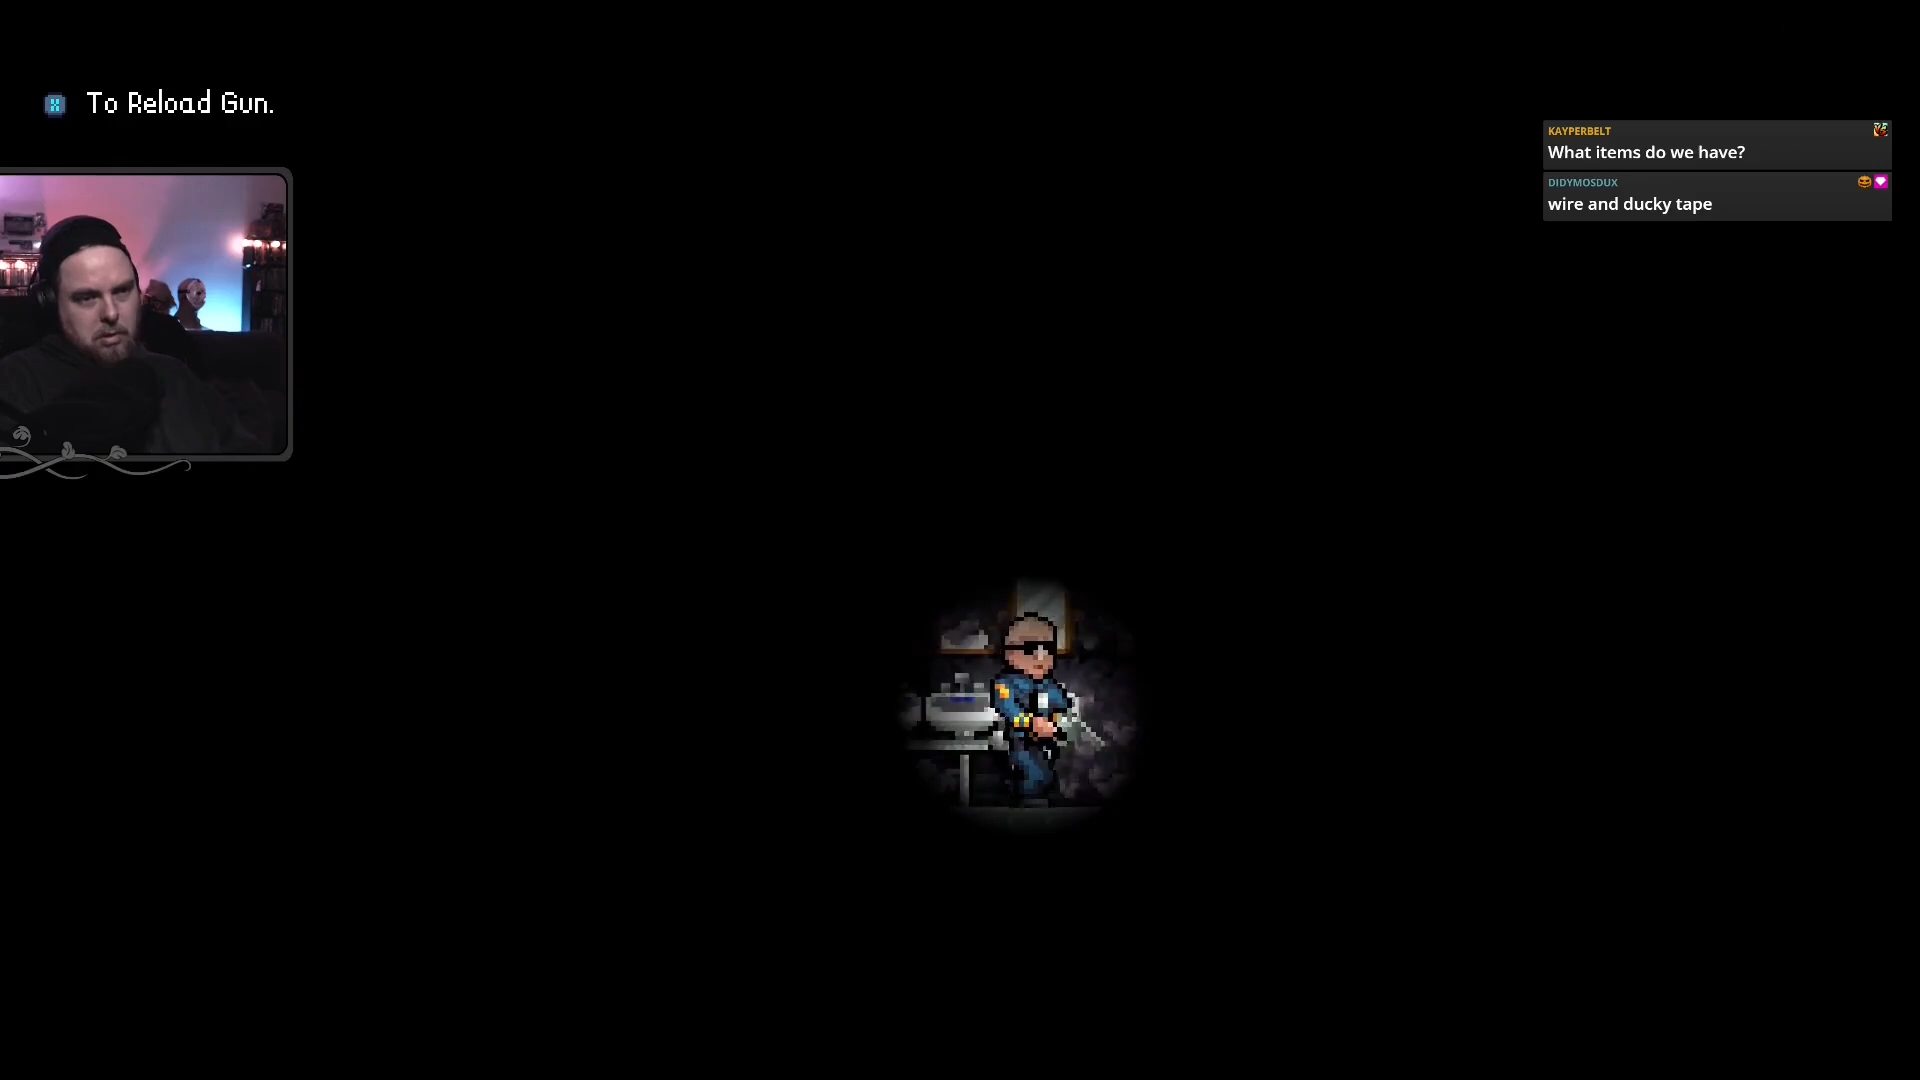 X To Reload Gun.
KAYPERBELT
What items do we have?
DIDYMOSDUX
wire and ducky tape